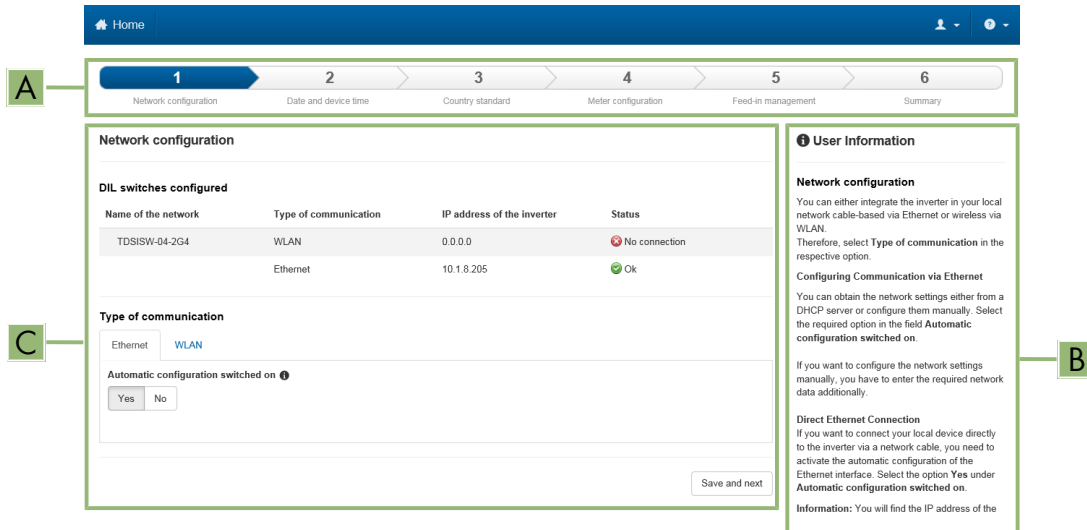 Home
A
1 2 3 4 5 6
Network configuration Date and device time Country standard Meter configuration Feed-in management Summary
Network configuration
DIL switches configured
Name of the network Type of communication IP address of the inverter Status
TDSISW-04-2G4 WLAN 0.0.0.0 No connection
Ethernet 10.1.8.205 Ok
Type of communication
C
Ethernet WLAN
Automatic configuration switched on
Yes No
Save and next
User Information
Network configuration
You can either integrate the inverter in your local
network cable-based via Ethernet or wireless via
WLAN.
Therefore, select Type of communication in the
respective option.
Configuring Communication via Ethernet
You can obtain the network settings either from a
DHCP server or configure them manually. Select
the required option in the field Automatic
configuration switched on.
B
If you want to configure the network settings
manually, you have to enter the required network
data additionally.
Direct Ethernet Connection
If you want to connect your local device directly
to the inverter via a network cable, you need to
activate the automatic configuration of the
Ethernet interface. Select the option Yes under
Automatic configuration switched on.
Information: You will find the IP address of the